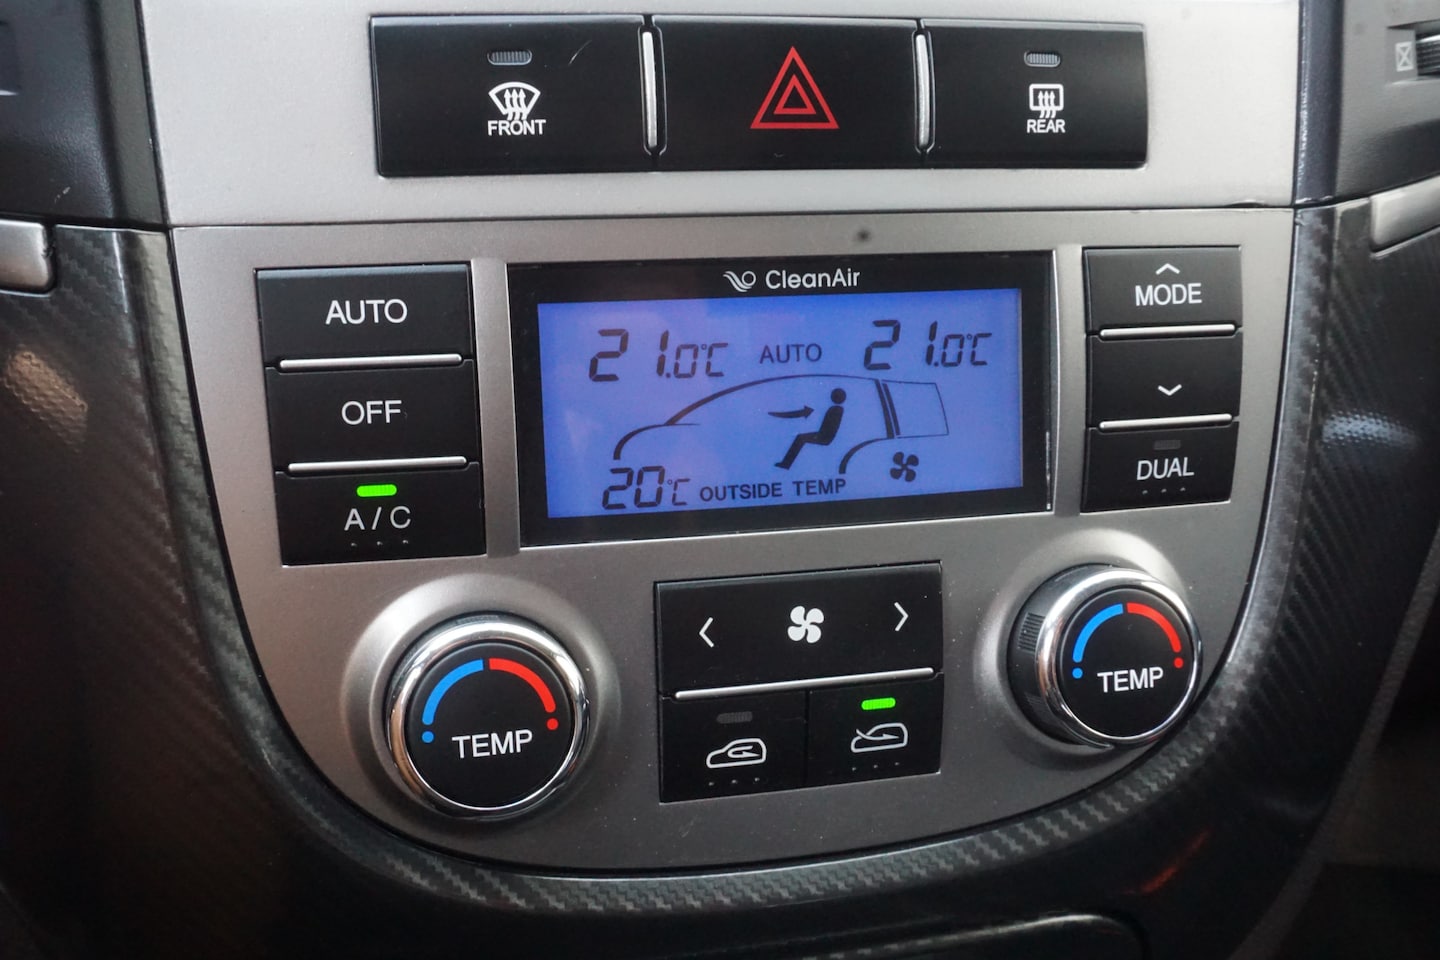 FRONT
REAR
CleanAir
AUTO
OFF
A/C
21.0°C AUTO 21.0°C
20°C OUTSIDE TEMP
MODE
DUAL
TEMP
TEMP